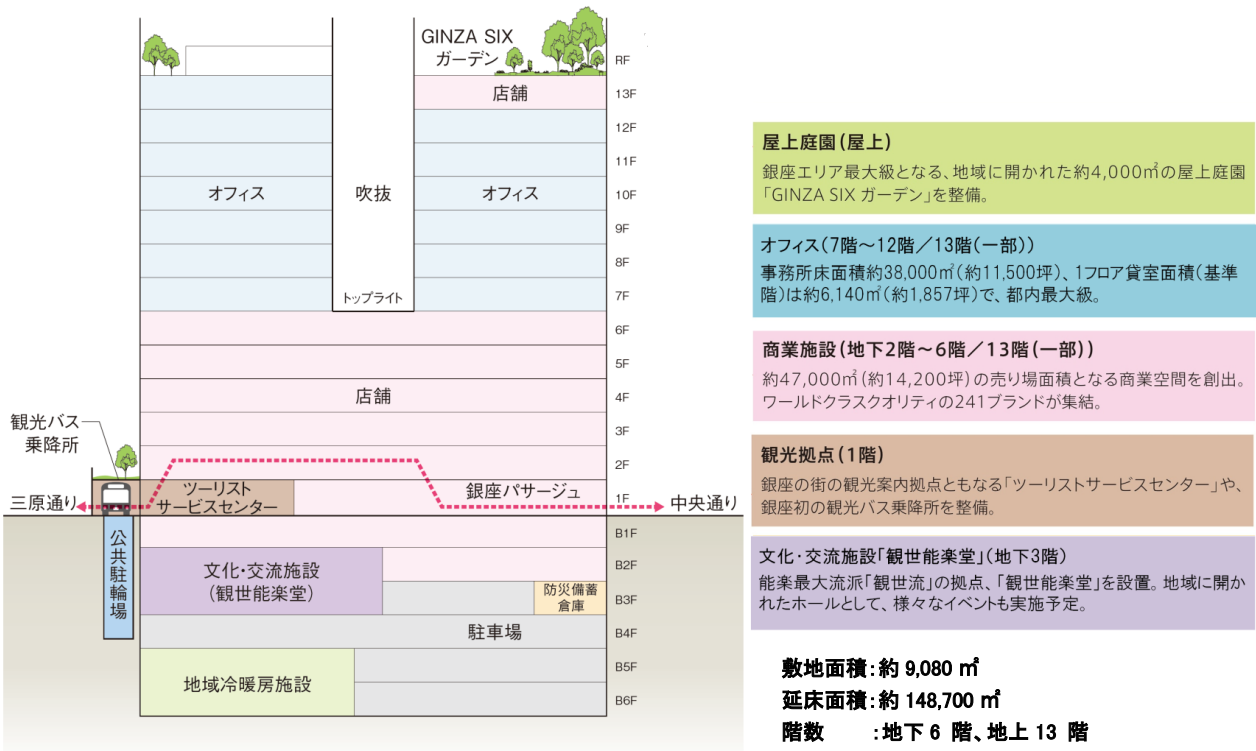 GINZA SIX
ガーデン
RF
店舗
13F
12F
11F
オフィス
吹抜
オフィス
10F
9F
8F
トップライト
7F
6F
5F
店舗
4F
3F
観光バス
乗降所
2F
三原通り
ツーリスト
サービスセンター
銀座パサージュ
1F
中央通り
公共駐輪場
B1F
文化・交流施設
(観世能楽堂)
B2F
防災備蓄
倉庫
B3F
駐車場
B4F
地域冷暖房施設
B5F
B6F
屋上庭園(屋上)
銀座エリア最大級となる、地域に開かれた約4,000㎡の屋上庭園
「GINZA SIX ガーデン」を整備。
オフィス(7階~12階/13階(一部))
事務所床面積約38,000㎡(約11,500坪)、1フロア貸室面積(基準
階)は約6,140㎡(約1,857坪)で、都内最大級。
商業施設(地下2階~6階/13階(一部))
約47,000㎡(約14,200坪)の売り場面積となる商業空間を創出。
ワールドクラスクオリティの241ブランドが集結。
観光拠点(1階)
銀座の街の観光案内拠点ともなる「ツーリストサービスセンター」や、
銀座初の観光バス乗降所を整備。
文化・交流施設「観世能楽堂」(地下3階)
能楽最大流派「観世流」の拠点、「観世能楽堂」を設置。地域に開か
れたホールとして、様々なイベントも実施予定。
敷地面積:約 9,080 ㎡
延床面積:約 148,700 ㎡
階数 :地下 6 階、地上 13 階